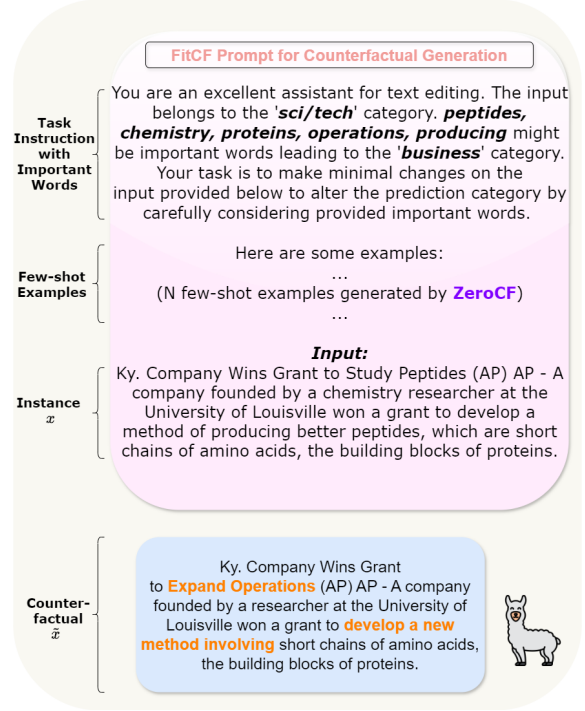 FitCF Prompt for Counterfactual Generation
Task
Instruction
with
Important
Words
You are an excellent assistant for text editing. The input
belongs to the 'sci/tech' category. peptides,
chemistry, proteins, operations, producing might
be important words leading to the 'business' category.
Your task is to make minimal changes on the
input provided below to alter the prediction category by
carefully considering provided important words.
Few-shot
Examples
Here are some examples:
...
(N few-shot examples generated by ZeroCF)
...
Instance
x
Input:
Ky. Company Wins Grant to Study Peptides (AP) AP - A
company founded by a chemistry researcher at the
University of Louisville won a grant to develop a
method of producing better peptides, which are short
chains of amino acids, the building blocks of proteins.
Counter-
factual
x̃
Ky. Company Wins Grant
to Expand Operations (AP) AP - A company
founded by a researcher at the University of
Louisville won a grant to develop a new
method involving short chains of amino acids,
the building blocks of proteins.